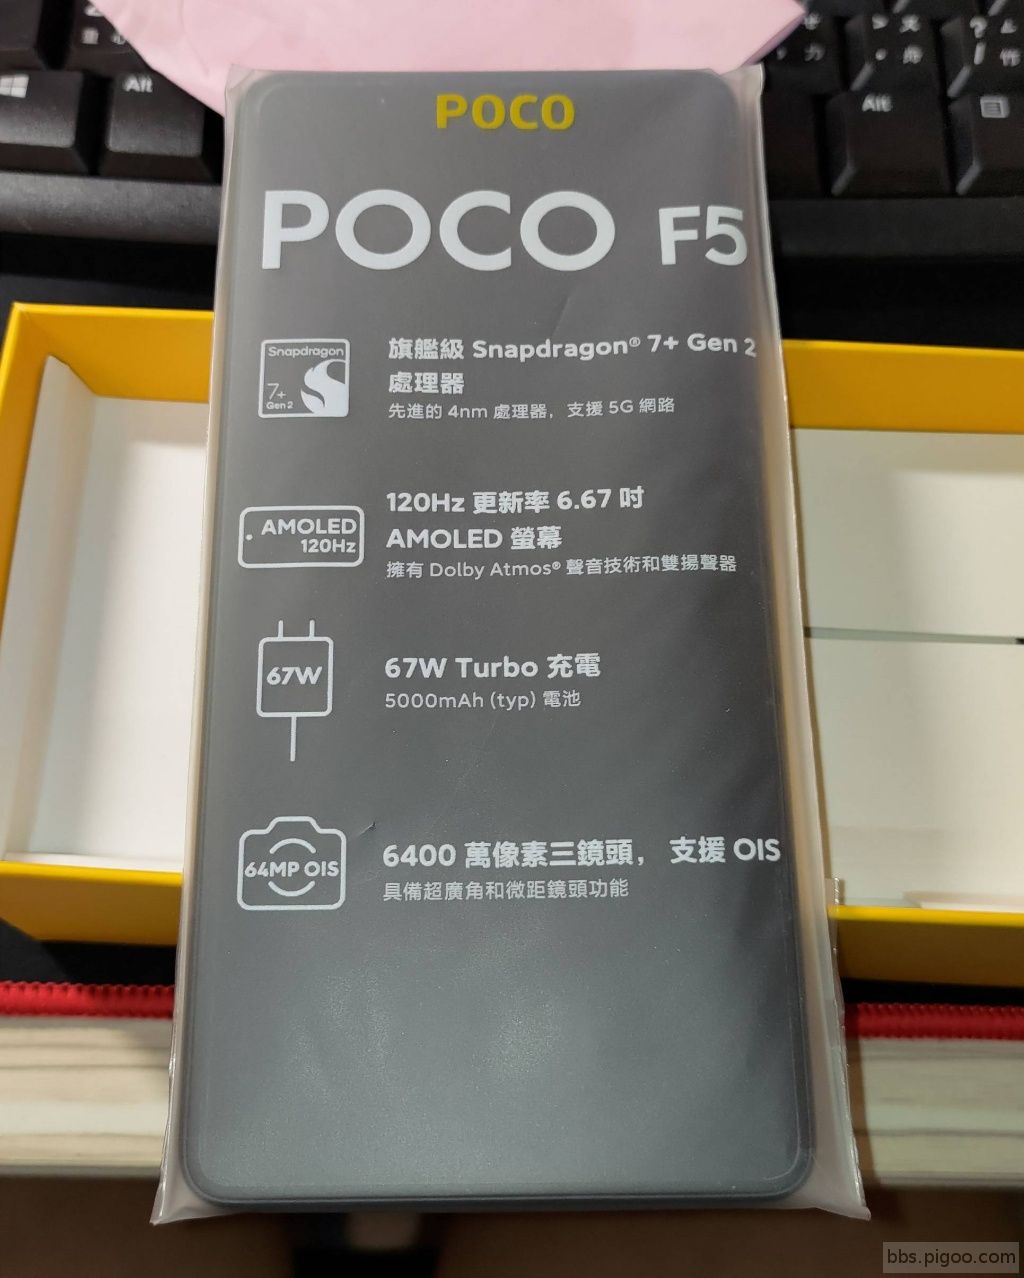 Alt
Alt
POCO
POCO F5
Snapdragon
7+
Gen 2
旗艦級 Snapdragon® 7+ Gen 2
處理器
先進的 4nm 處理器，支援 5G 網路
AMOLED
120Hz
120Hz 更新率 6.67 吋
AMOLED 螢幕
擁有 Dolby Atmos® 聲音技術和雙揚聲器
67W
67W Turbo 充電
5000mAh (typ) 電池
64MP OIS
6400 萬像素三鏡頭，支援 OIS
具備超廣角和微距鏡頭功能
bbs.pigoo.com